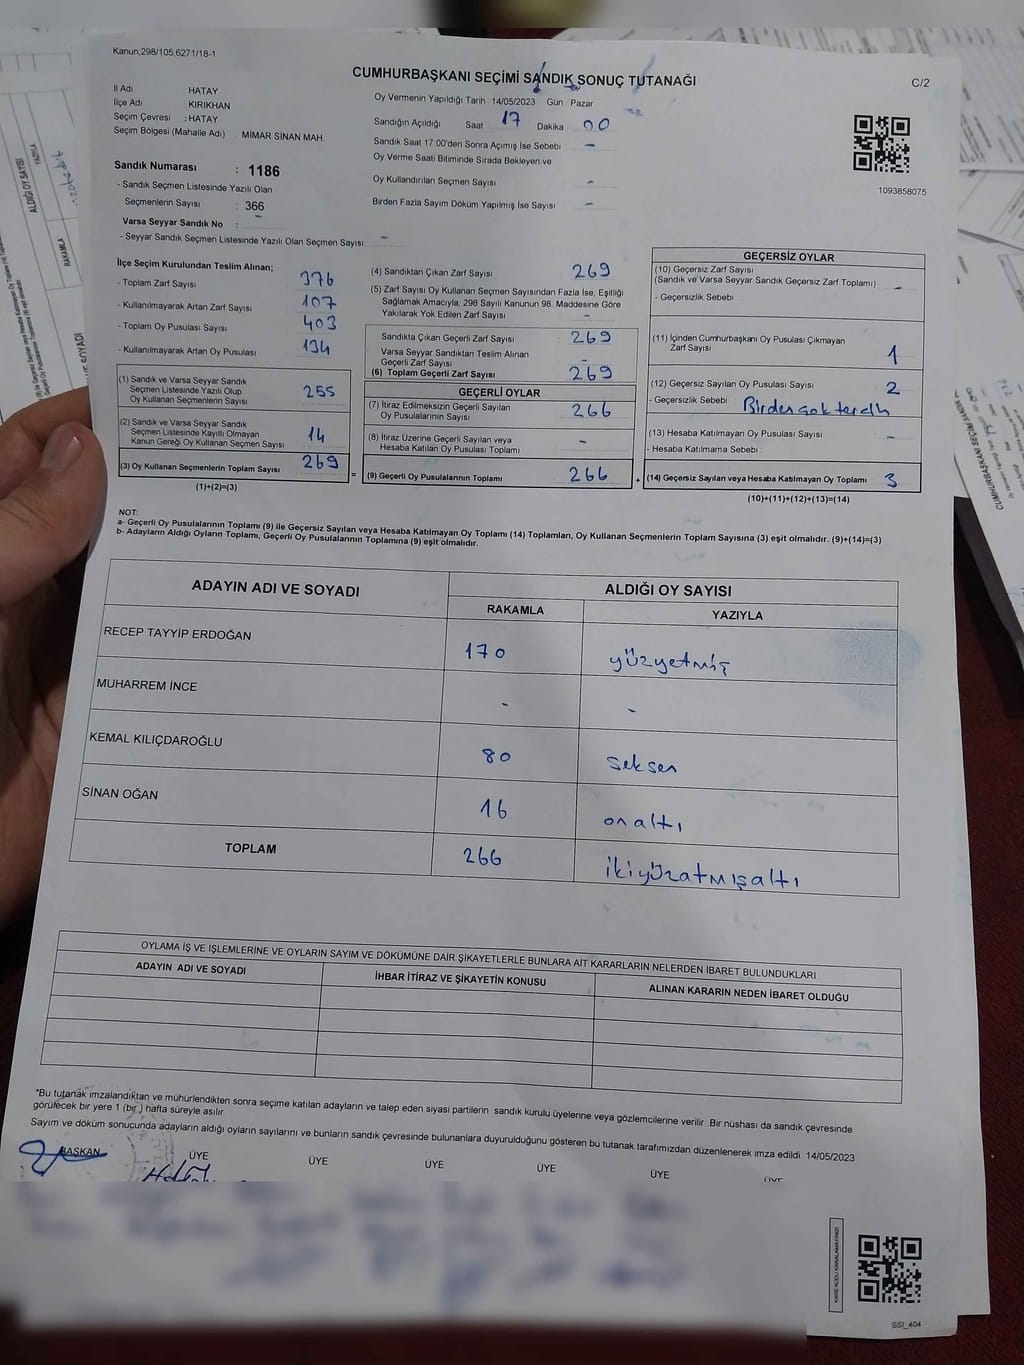 Kanun;298/105,6271/18-1
CUMHURBAŞKANI SEÇİMİ SANDIK SONUÇ TUTANAĞI
C/2
İl Adı HATAY
İlçe Adı KIRIKHAN
Seçim Çevresi :HATAY
Seçim Bölgesi (Mahalle Adı) MİMAR SİNAN MAH
Sandık Numarası : 1186
- Sandık Seçmen Listesinde Yazılı Olan
Seçmenlerin Sayısı : 366
Varsa Seyyar Sandık No : -
- Seyyar Sandık Seçmen Listesinde Yazılı Olan Seçmen Sayısı -
Oy Vermenin Yapıldığı Tarih 14/05/2023 Gün Pazar
Sandığın Açıldığı Saat 17 Dakika 00
Sandık Saat 17:00'den Sonra Açımış İse Sebebi -
Oy Verme Saati Bitiminde Sırada Bekleyen ve
Oy Kullandırılan Seçmen Sayısı -
Birden Fazla Sayım Döküm Yapılmış İse Sayısı -
1093858075
İlçe Seçim Kurulundan Teslim Alınan;
- Toplam Zarf Sayısı 376
- Kullanılmayarak Artan Zarf Sayısı 107
- Toplam Oy Pusulası Sayısı 403
- Kullanılmayarak Artan Oy Pusulası 134
(1) Sandık ve Varsa Seyyar Sandık
Seçmen Listesinde Yazılı Olup
Oy Kullanan Seçmenlerin Sayısı 255
(2) Sandık ve Varsa Seyyar Sandık
Seçmen Listesinde Kayıtlı Olmayan
Kanun Gereği Oy Kullanan Seçmen Sayısı 14
(3) Oy Kullanan Seçmenlerin Toplam Sayısı 269
(1)+(2)=(3)
(4) Sandıktan Çıkan Zarf Sayısı 269
(5) Zarf Sayısı Oy Kullanan Seçmen Sayısından Fazla İse, Eşitliği
Sağlamak Amacıyla, 298 Sayılı Kanunun 98. Maddesine Göre
Yakılarak Yok Edilen Zarf Sayısı -
Sandıkta Çıkan Geçerli Zarf Sayısı 269
Varsa Seyyar Sandıktan Teslim Alınan
Geçerli Zarf Sayısı -
(6) Toplam Geçerli Zarf Sayısı 269
GEÇERLİ OYLAR
(7) İtiraz Edilmeksizin Geçerli Sayılan
Oy Pusulalarının Sayısı 266
(8) İtiraz Üzerine Geçerli Sayılan veya
Hesaba Katılan Oy Pusulası Toplamı -
= (9) Geçerli Oy Pusulalarının Toplamı 266
GEÇERSİZ OYLAR
(10) Geçersiz Zarf Sayısı
(Sandık ve Varsa Seyyar Sandık Geçersiz Zarf Toplamı) -
- Geçersizlik Sebebi
(11) İçinden Cumhurbaşkanı Oy Pusulası Çıkmayan
Zarf Sayısı 1
(12) Geçersiz Sayılan Oy Pusulası Sayısı 2
- Geçersizlik Sebebi Birden çok tercih
(13) Hesaba Katılmayan Oy Pusulası Sayısı -
- Hesaba Katılmama Sebebi
+ (14) Geçersiz Sayılan veya Hesaba Katılmayan Oy Toplamı 3
(10)+(11)+(12)+(13)=(14)
NOT:
a- Geçerli Oy Pusulalarının Toplamı (9) ile Geçersiz Sayılan veya Hesaba Katılmayan Oy Toplamı (14) Toplamları, Oy Kullanan Seçmenlerin Toplam Sayısına (3) eşit olmalıdır. (9)+(14)=(3)
b- Adayların Aldığı Oyların Toplamı, Geçerli Oy Pusulalarının Toplamına (9) eşit olmalıdır.
ADAYIN ADI VE SOYADI ALDIĞI OY SAYISI
RAKAMLA YAZIYLA
RECEP TAYYİP ERDOĞAN 170 yüzyetmiş
MUHARREM İNCE - -
KEMAL KILIÇDAROĞLU 80 seksen
SİNAN OĞAN 16 onaltı
TOPLAM 266 ikiyüzatmışaltı
OYLAMA İŞ VE İŞLEMLERİNE VE OYLARIN SAYIM VE DÖKÜMÜNE DAİR ŞİKAYETLERLE BUNLARA AİT KARARLARIN NELERDEN İBARET BULUNDUKLARI
ADAYIN ADI VE SOYADI İHBAR İTİRAZ VE ŞİKAYETİN KONUSU ALINAN KARARIN NEDEN İBARET OLDUĞU
*Bu tutanak imzalandıktan ve mühürlendikten sonra seçime katılan adayların ve talep eden siyasi partilerin sandık kurulu üyelerine veya gözlemcilerine verilir. Bir nüshası da sandık çevresinde
görülecek bir yere 1 (bir ) hafta süreyle asılır.
Sayım ve döküm sonucunda adayların aldığı oyların sayılarını ve bunların sandık çevresinde bulunanlara duyurulduğunu gösteren bu tutanak tarafımızdan düzenlenerek imza edildi. 14/05/2023
BAŞKAN ÜYE ÜYE ÜYE ÜYE ÜYE ÜYE
SSI_404